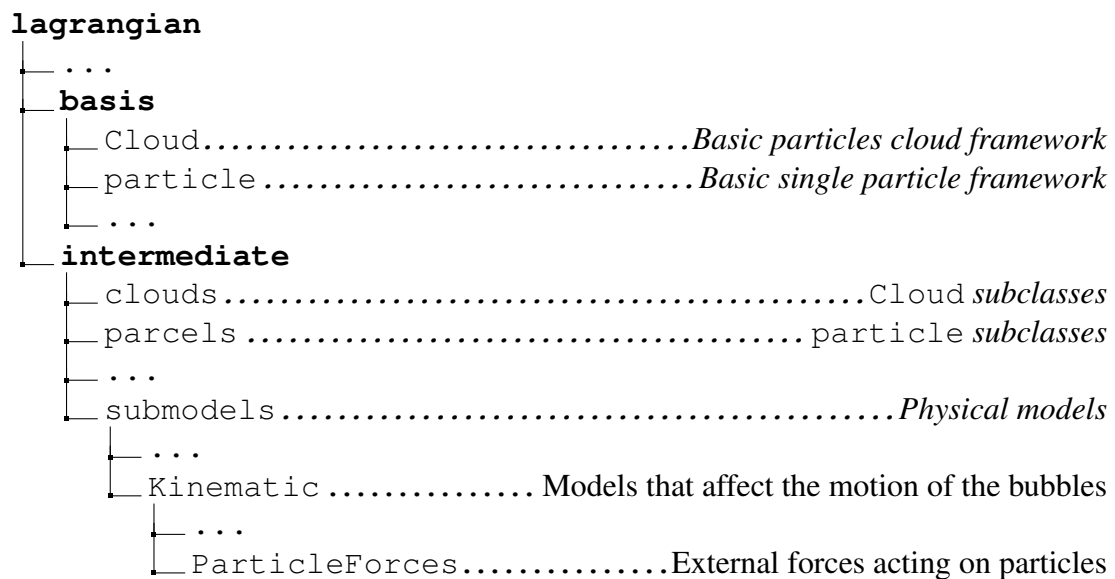 lagrangian
...
basis
Cloud...................................Basic particles cloud framework
particle...............................Basic single particle framework
...
intermediate
clouds..............................................Cloud subclasses
parcels........................................particle subclasses
...
submodels............................................Physical models
...
Kinematic...............Models that affect the motion of the bubbles
...
ParticleForces...............External forces acting on particles